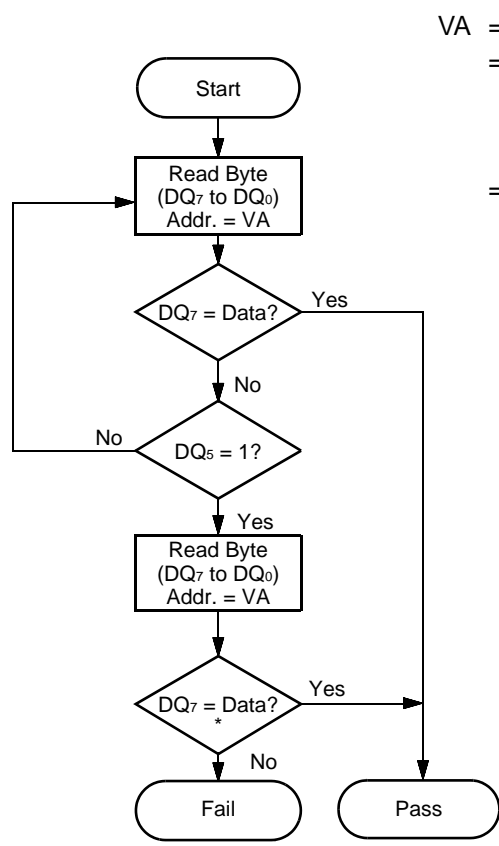 VA =
=
=
Start
Read Byte
(DQ₇ to DQ₀)
Addr. = VA
DQ₇ = Data?
Yes
No
DQ₅ = 1?
No
Yes
Read Byte
(DQ₇ to DQ₀)
Addr. = VA
DQ₇ = Data?
*
Yes
No
Fail
Pass